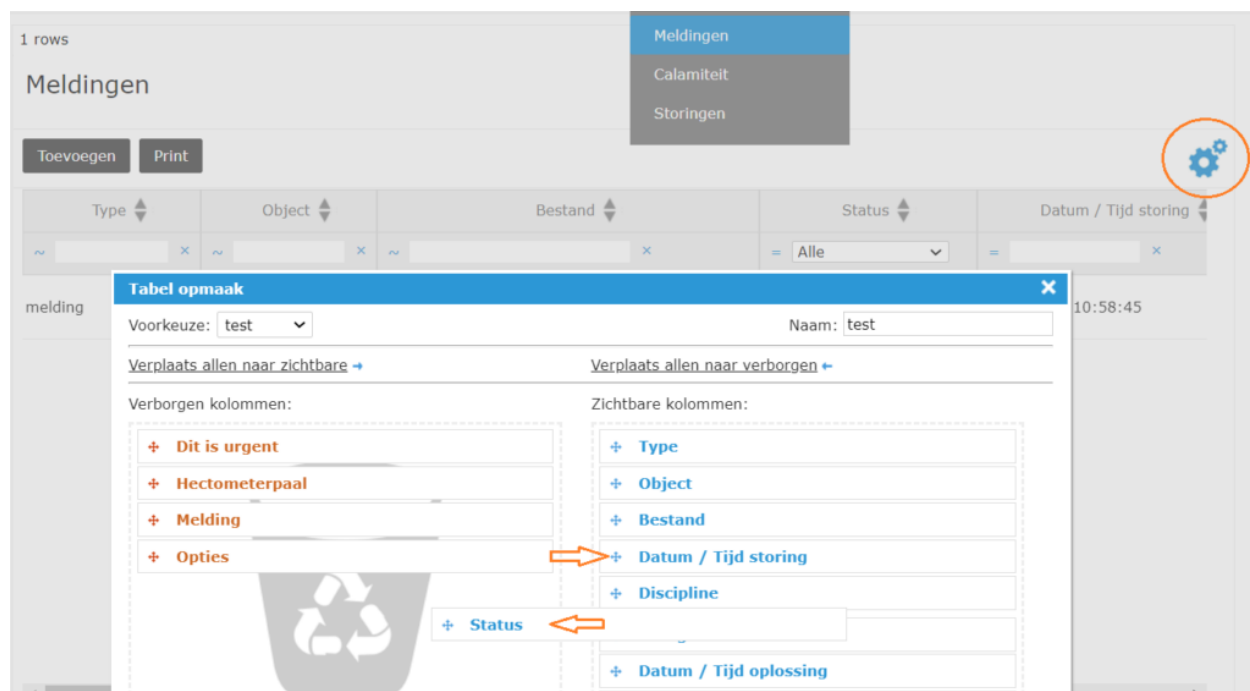 1 rows
Meldingen
Calamiteit
Storingen
Meldingen
Toevoegen Print
Type Object Bestand Status Datum / Tijd storing
~ × ~ × ~ × = Alle = ×
melding 10:58:45
Tabel opmaak ×
Voorkeuze: test Naam: test
Verplaats allen naar zichtbare → Verplaats allen naar verborgen ←
Verborgen kolommen: Zichtbare kolommen:
Dit is urgent Type
Hectometerpaal Object
Melding Bestand
Opties Datum / Tijd storing
Discipline
Status
Datum / Tijd oplossing